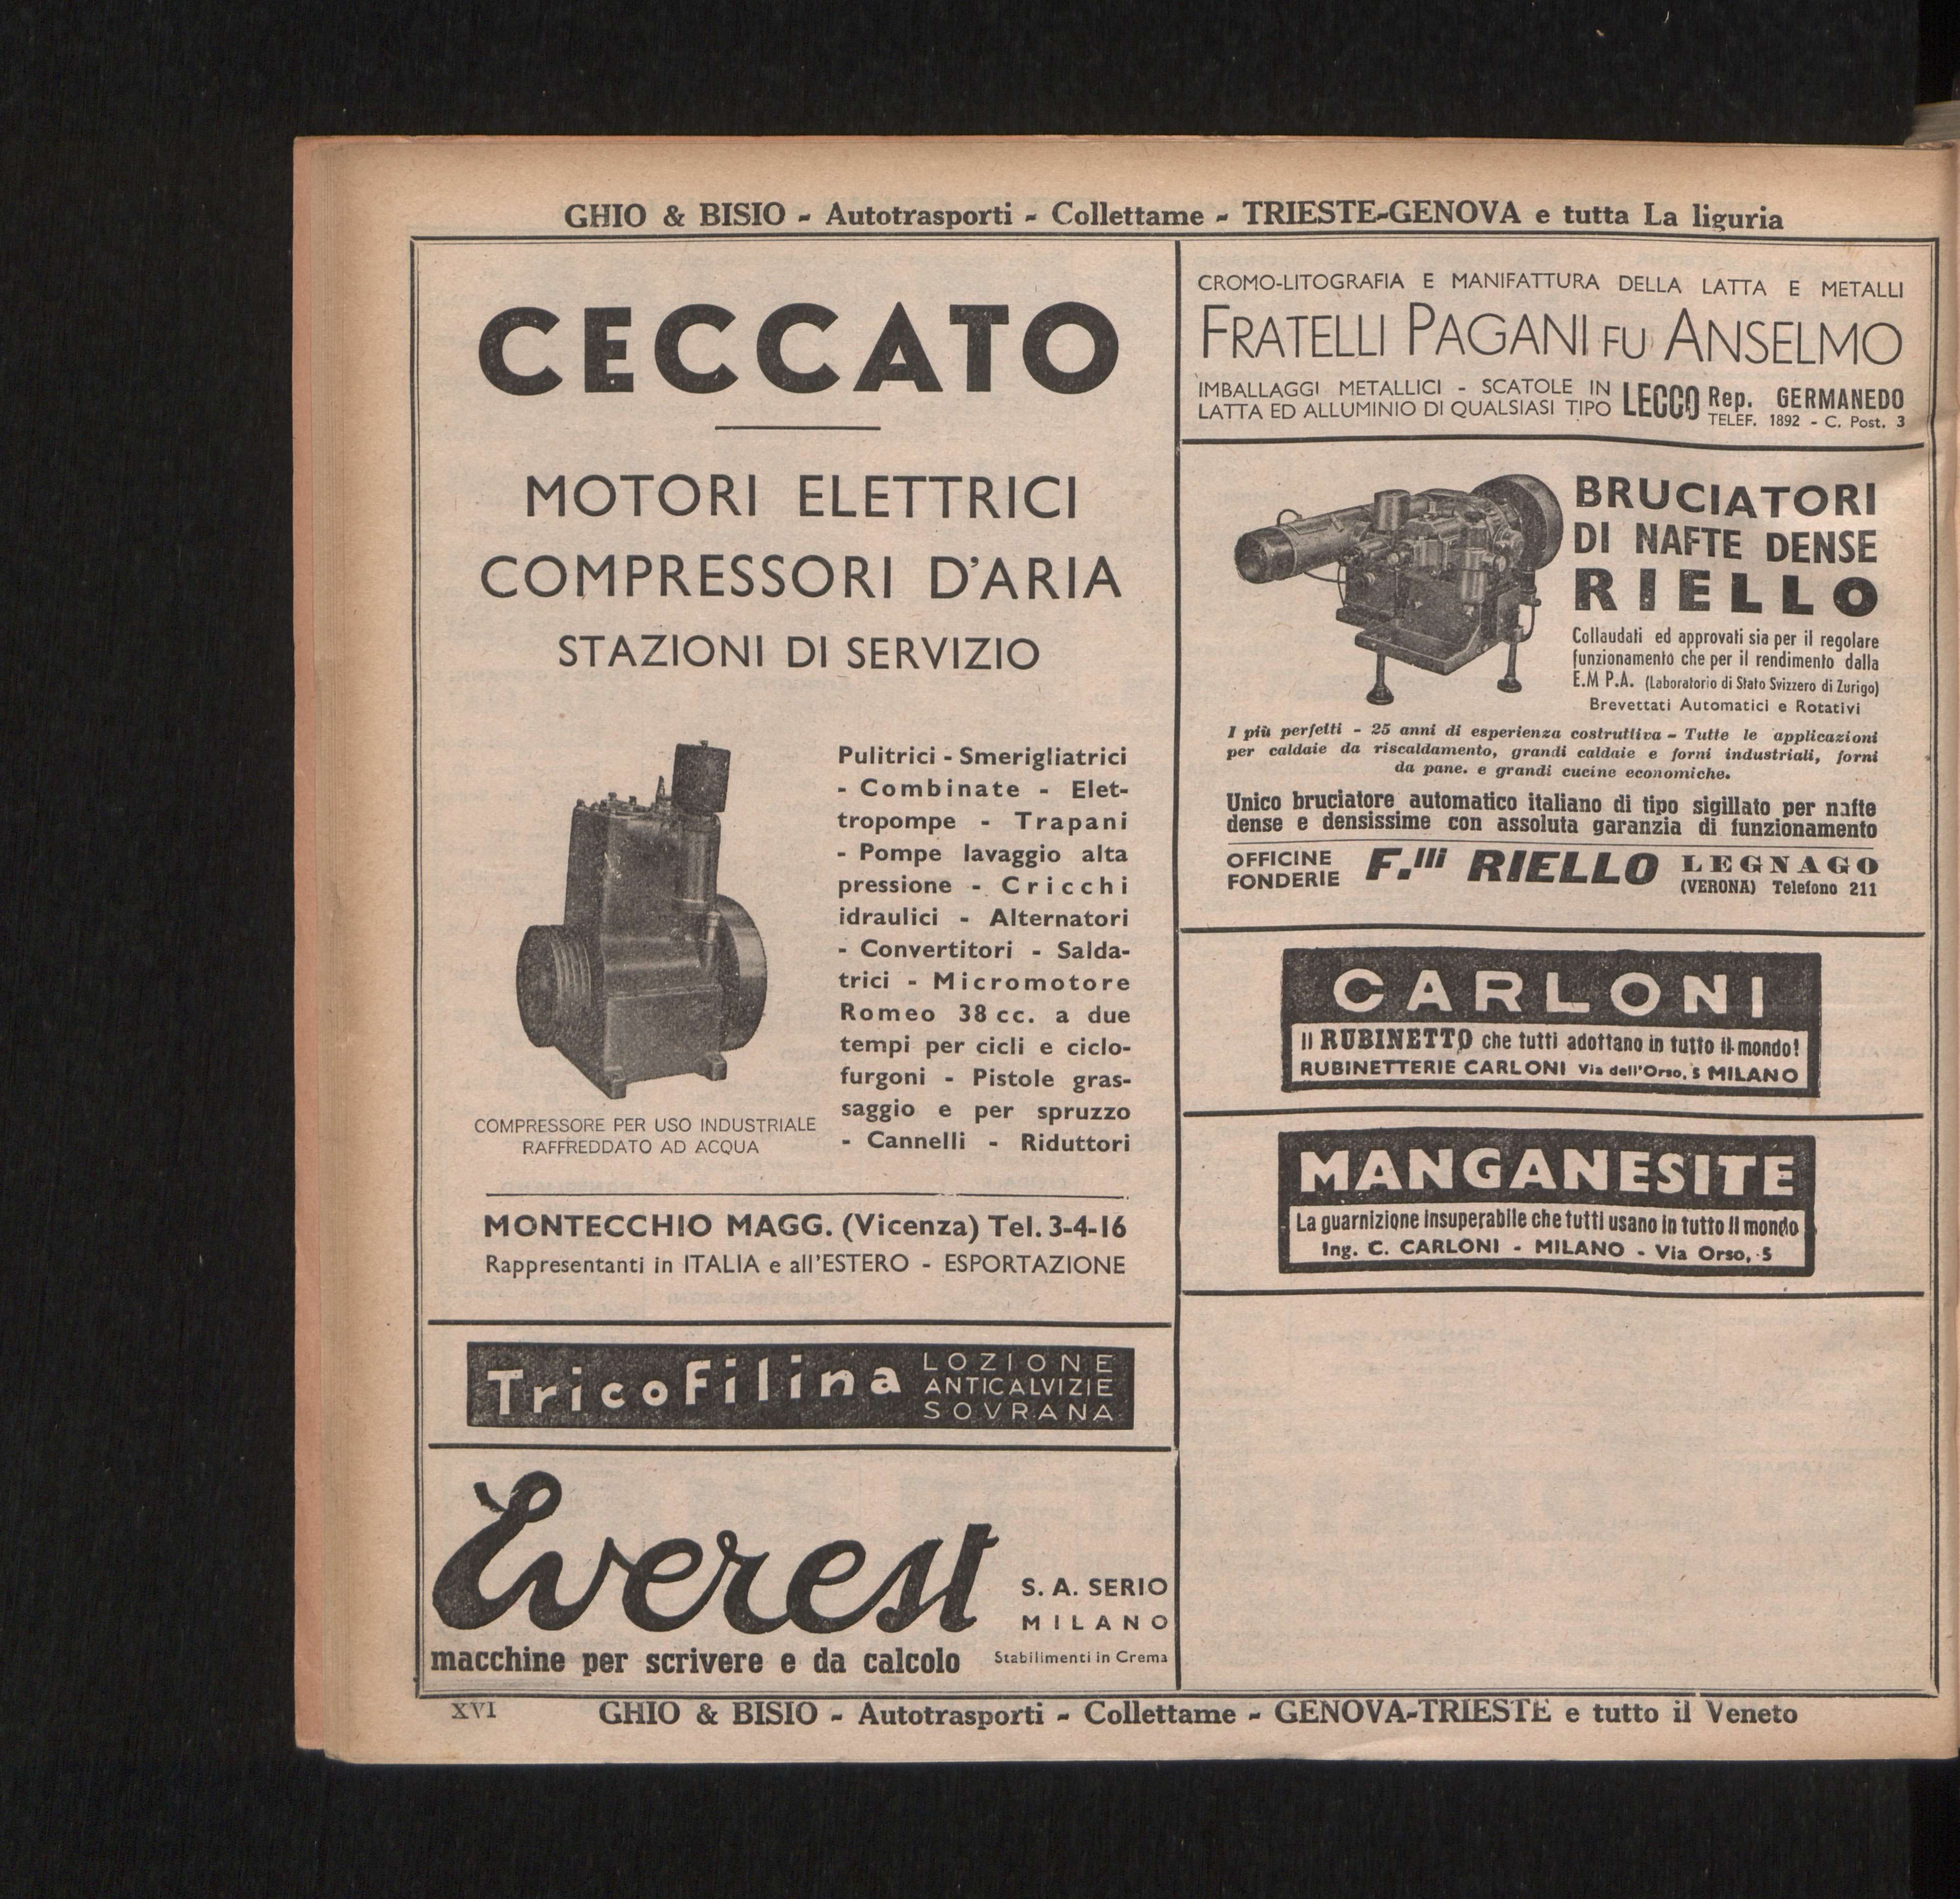 GHIO & BISIO - Autotrasporti - Collettame - TRIESTE-GENOVA e tutta La liguria
CECCATO
MOTORI ELETTRICI
COMPRESSORI D'ARIA
STAZIONI DI SERVIZIO
Pulitrici - Smerigliatrici
- Combinate - Elet-
tropompe - Trapani
- Pompe lavaggio alta
pressione - Cricchi
idraulici - Alternatori
- Convertitori - Salda-
trici - Micromotore
Romeo 38 cc. a due
tempi per cicli e ciclo-
furgoni - Pistole gras-
saggio e per spruzzo
- Cannelli - Riduttori
COMPRESSORE PER USO INDUSTRIALE
RAFFREDDATO AD ACQUA
MONTECCHIO MAGG. (Vicenza) Tel. 3-4-16
Rappresentanti in ITALIA e all'ESTERO - ESPORTAZIONE
TricoFilina
LOZIONE
ANTICALVIZIE
SOVRANA
Everest
S. A. SERIO
MILANO
Stabilimenti in Crema
macchine per scrivere e da calcolo
CROMO-LITOGRAFIA E MANIFATTURA DELLA LATTA E METALLI
FRATELLI PAGANI FU ANSELMO
IMBALLAGGI METALLICI - SCATOLE IN
LATTA ED ALLUMINIO DI QUALSIASI TIPO
LECCO
Rep. GERMANEDO
TELEF. 1892 - C. Post. 3
BRUCIATORI
DI NAFTE DENSE
RIELLO
Collaudati ed approvati sia per il regolare
funzionamento che per il rendimento dalla
E.M P.A. (Laboratorio di Stato Svizzero di Zurigo)
Brevettati Automatici e Rotativi
I più perfetti - 25 anni di esperienza costruttiva - Tutte le applicazioni
per caldaie da riscaldamento, grandi caldaie e forni industriali, forni
da pane. e grandi cucine economiche.
Unico bruciatore automatico italiano di tipo sigillato per nafte
dense e densissime con assoluta garanzia di funzionamento
OFFICINE
FONDERIE
F.lli RIELLO
LEGNAGO
(VERONA) Telefono 211
CARLONI
Il RUBINETTO che tutti adottano in tutto il mondo!
RUBINETTERIE CARLONI Via dell'Orso, 5 MILANO
MANGANESITE
La guarnizione insuperabile che tutti usano in tutto il mondo
Ing. C. CARLONI - MILANO - Via Orso, 5
XVI
GHIO & BISIO - Autotrasporti - Collettame - GENOVA-TRIESTE e tutto il Veneto